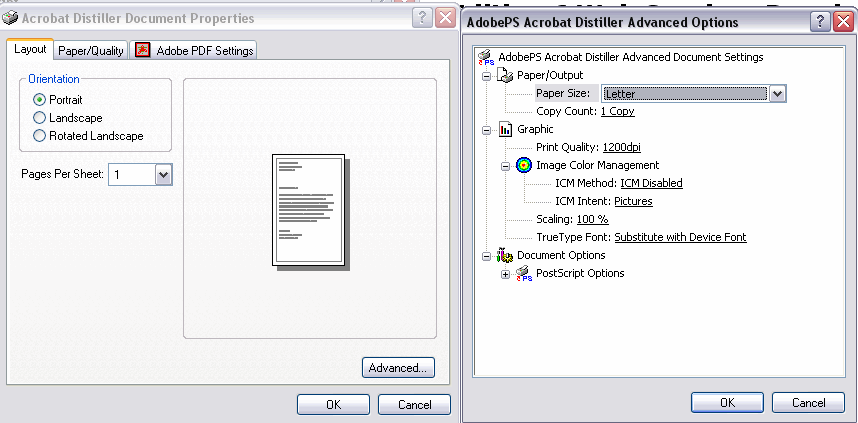 Acrobat Distiller Document Properties
Layout
Paper/Quality
Adobe PDF Settings
Orientation
Portrait
Landscape
Rotated Landscape
Pages Per Sheet: 1
Advanced...
OK
Cancel
AdobePS Acrobat Distiller Advanced Options
AdobePS Acrobat Distiller Advanced Document Settings
Paper/Output
Paper Size: Letter
Copy Count: 1 Copy
Graphic
Print Quality: 1200dpi
Image Color Management
ICM Method: ICM Disabled
ICM Intent: Pictures
Scaling: 100 %
TrueType Font: Substitute with Device Font
Document Options
PostScript Options
OK
Cancel